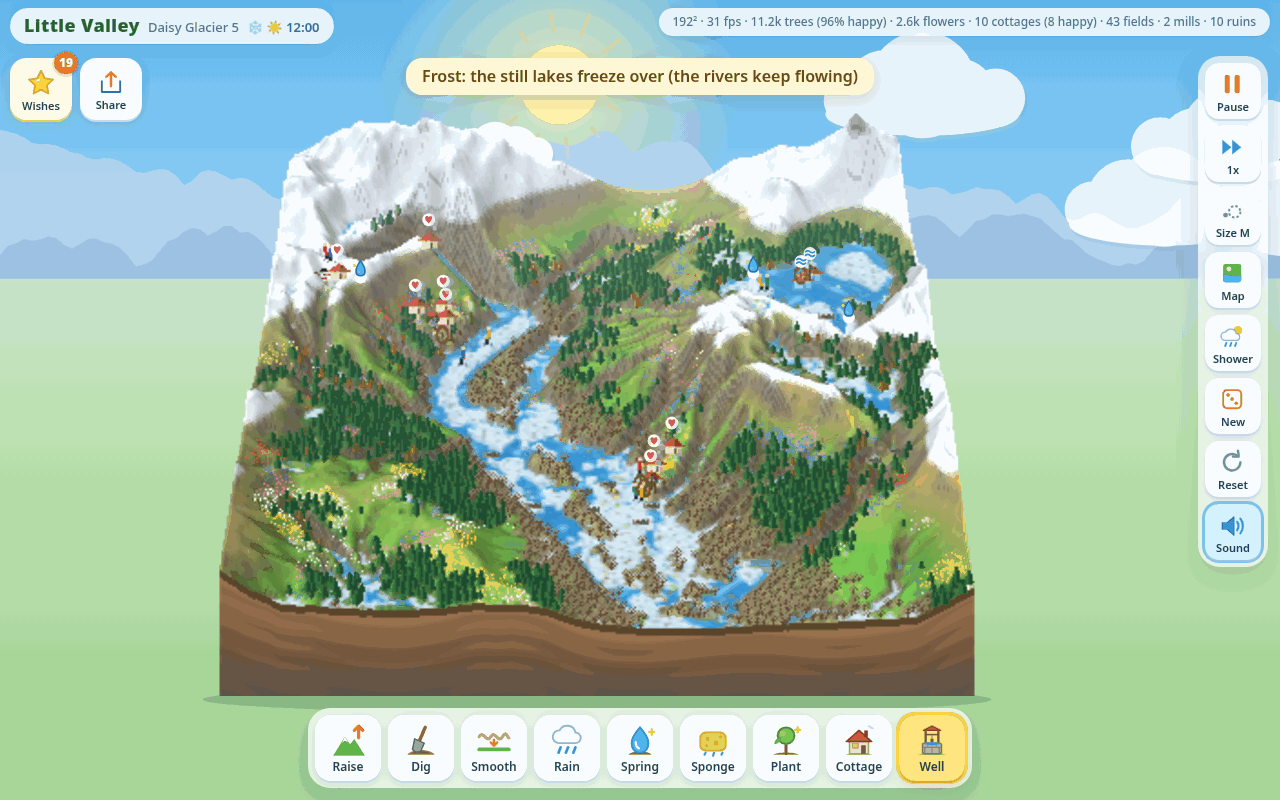 Little Valley Daisy Glacier 5 12:00
192² · 31 fps · 11.2k trees (96% happy) · 2.6k flowers · 10 cottages (8 happy) · 43 fields · 2 mills · 10 ruins
19
Wishes
Share
Frost: the still lakes freeze over (the rivers keep flowing)
Pause
1x
Size M
Map
Shower
New
Reset
Sound
Raise
Dig
Smooth
Rain
Spring
Sponge
Plant
Cottage
Well